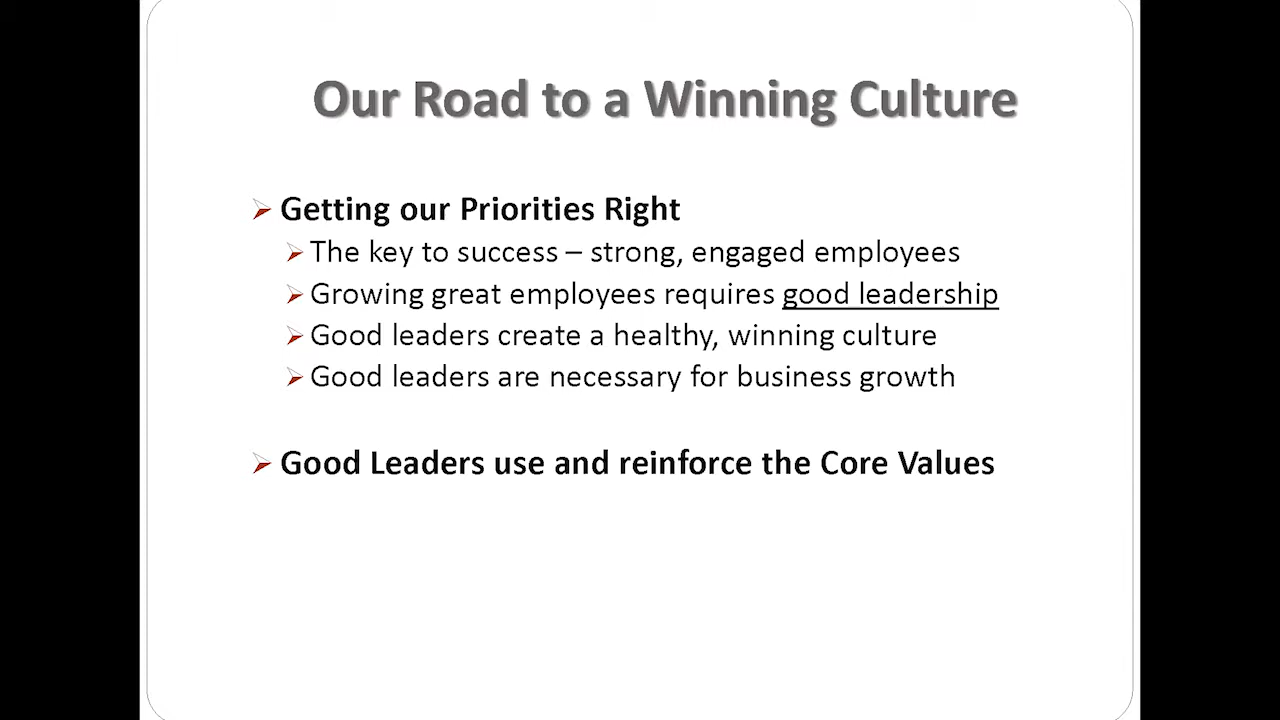 Our Road to a Winning Culture
Getting our Priorities Right
The key to success – strong, engaged employees
Growing great employees requires good leadership
Good leaders create a healthy, winning culture
Good leaders are necessary for business growth
Good Leaders use and reinforce the Core Values